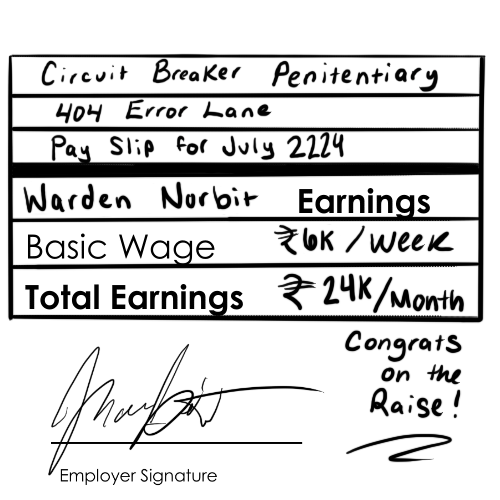 Circuit Breaker Penitentiary
404 Error Lane
Pay Slip for July 2224
Warden Norbit Earnings
Basic Wage ₹6K/Week
Total Earnings ₹24K/Month
Congrats
on the
Raise!
Employer Signature